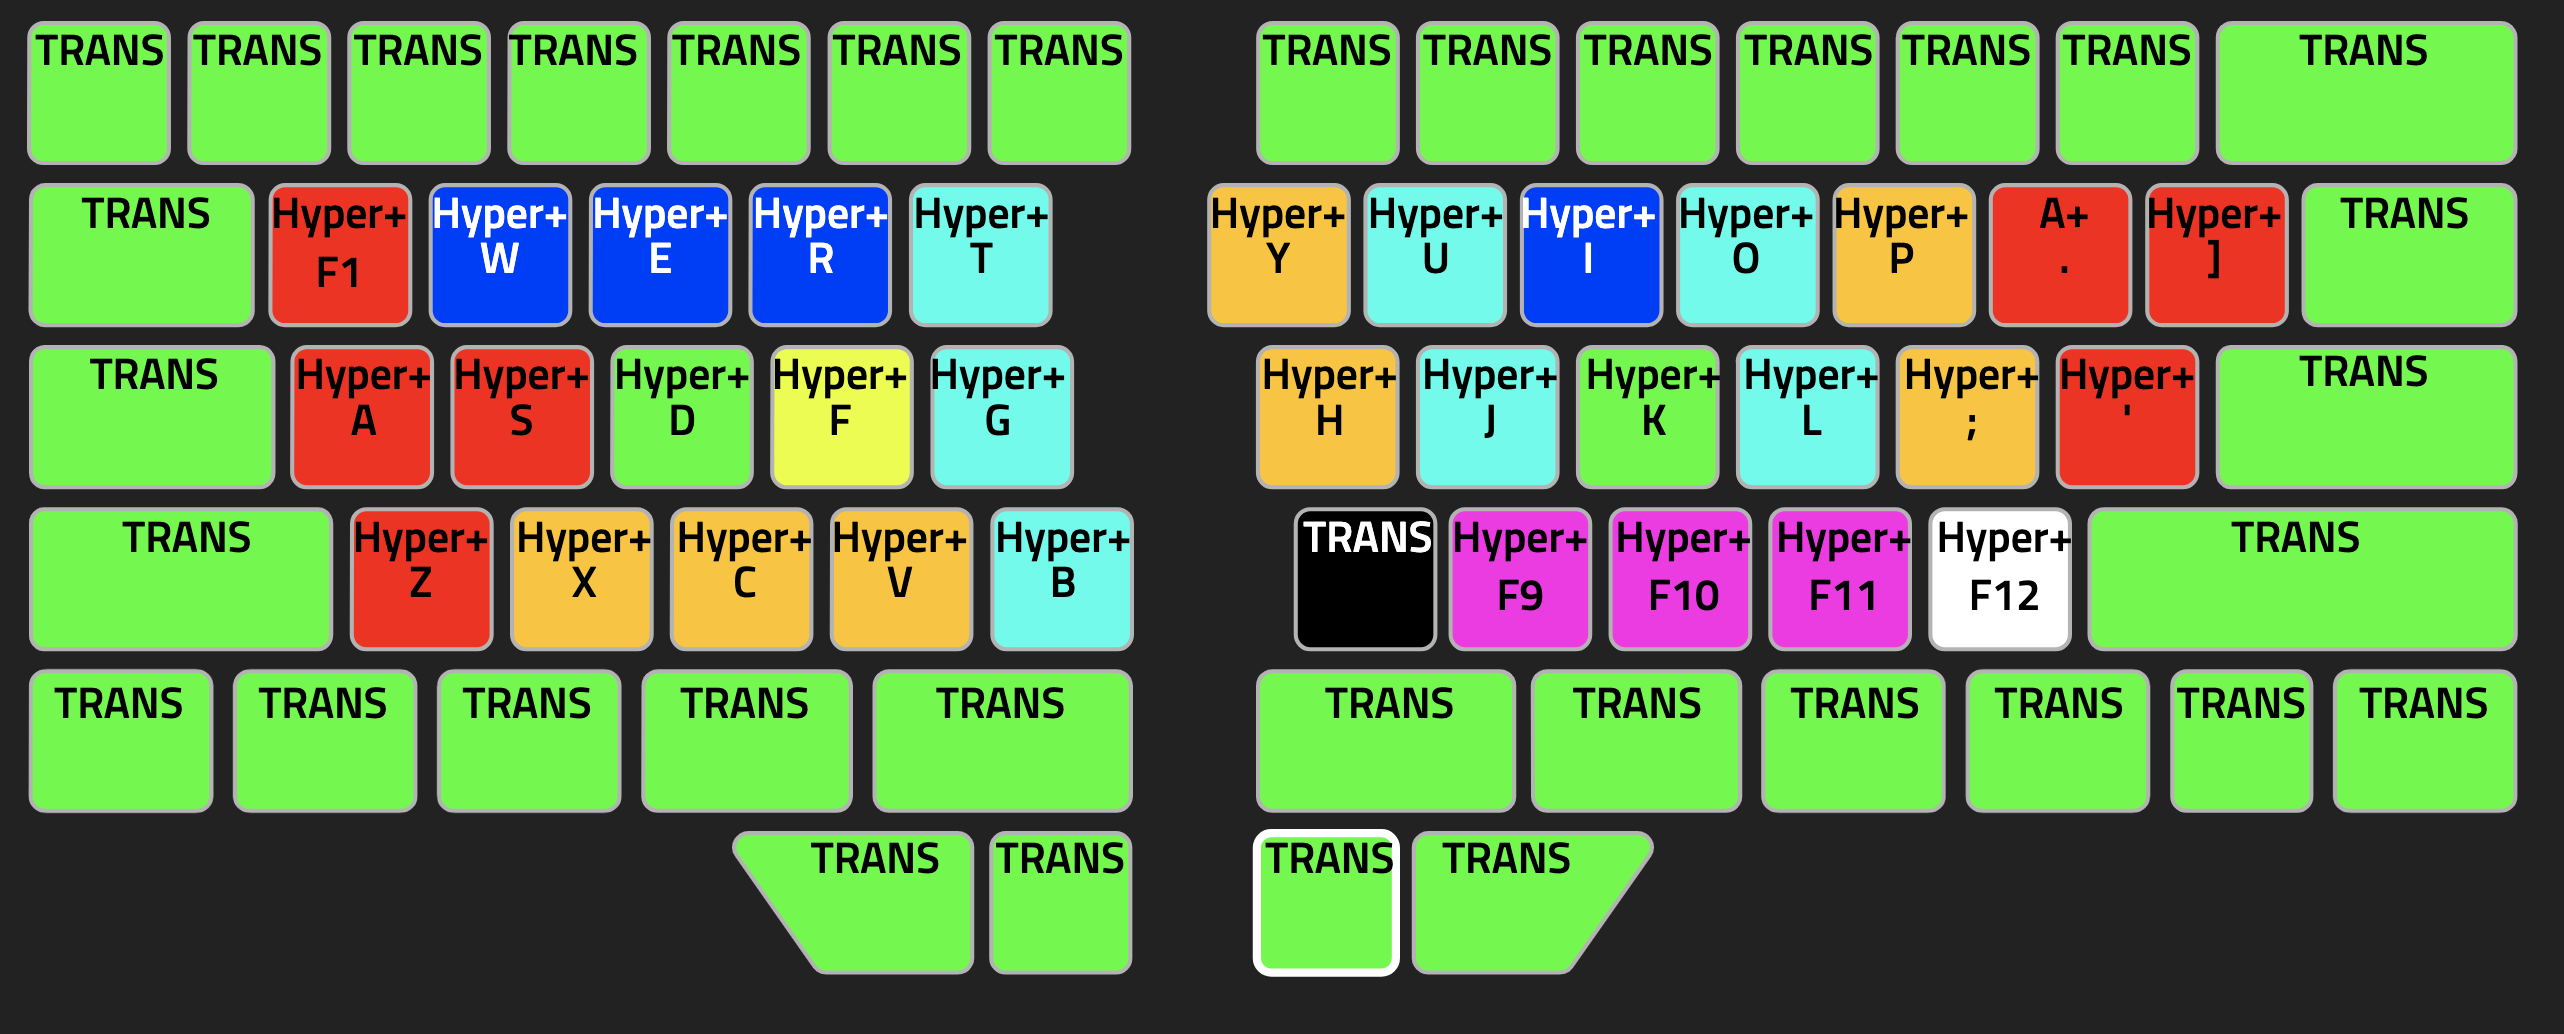 TRANS TRANS TRANS TRANS TRANS TRANS TRANS TRANS TRANS TRANS TRANS TRANS TRANS TRANS
TRANS Hyper+ Hyper+ Hyper+ Hyper+ Hyper+ Hyper+ Hyper+ Hyper+ Hyper+ Hyper+ A+ Hyper+ TRANS
F1 W E R T Y U I O P . ]
TRANS Hyper+ Hyper+ Hyper+ Hyper+ Hyper+ Hyper+ Hyper+ Hyper+ Hyper+ Hyper+ Hyper+ TRANS
A S D F G H J K L ; '
TRANS Hyper+ Hyper+ Hyper+ Hyper+ Hyper+ TRANS Hyper+ Hyper+ Hyper+ Hyper+ TRANS
Z X C V B F9 F10 F11 F12
TRANS TRANS TRANS TRANS TRANS TRANS TRANS TRANS TRANS TRANS TRANS
TRANS TRANS TRANS TRANS